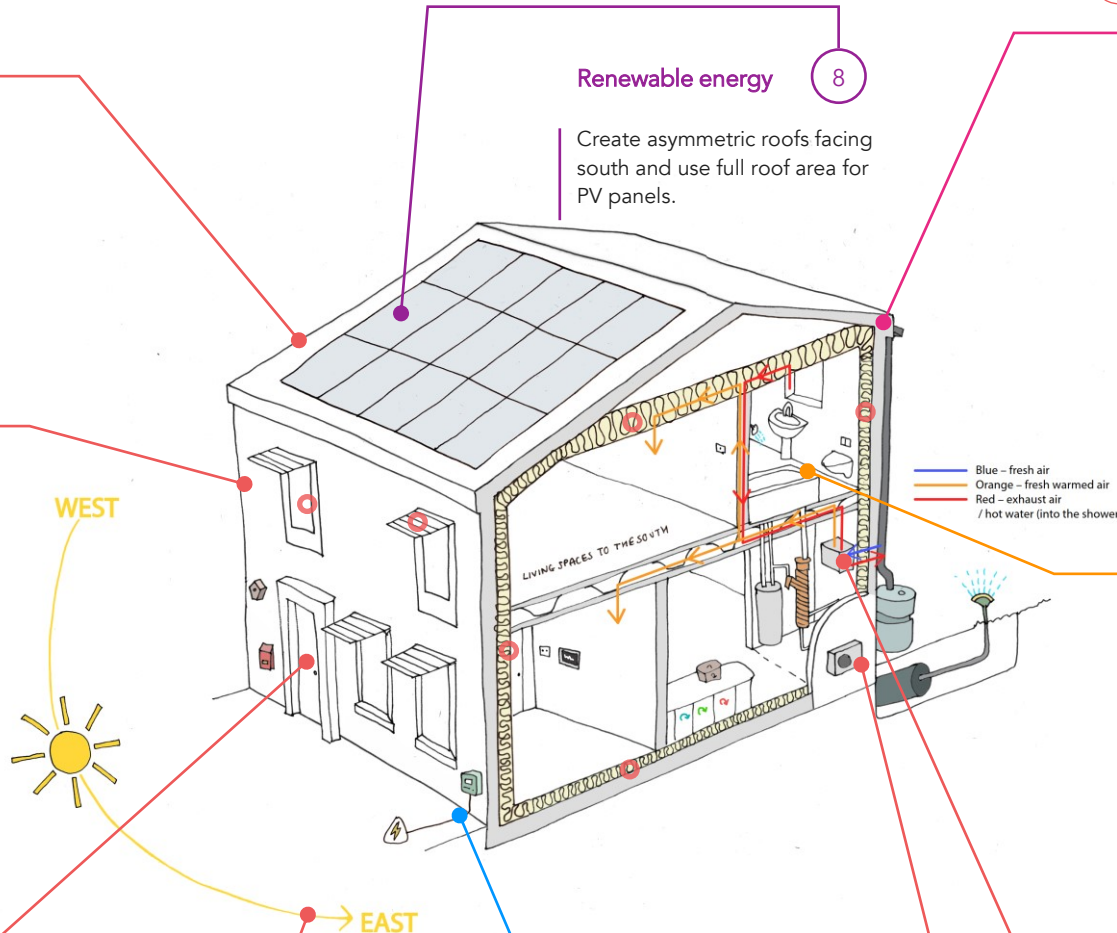 Renewable energy 8
Create asymmetric roofs facing
south and use full roof area for
PV panels.
Blue – fresh air
Orange – fresh warmed air
Red – exhaust air
/ hot water (into the shower
WEST
LIVING SPACES TO THE SOUTH
EAST